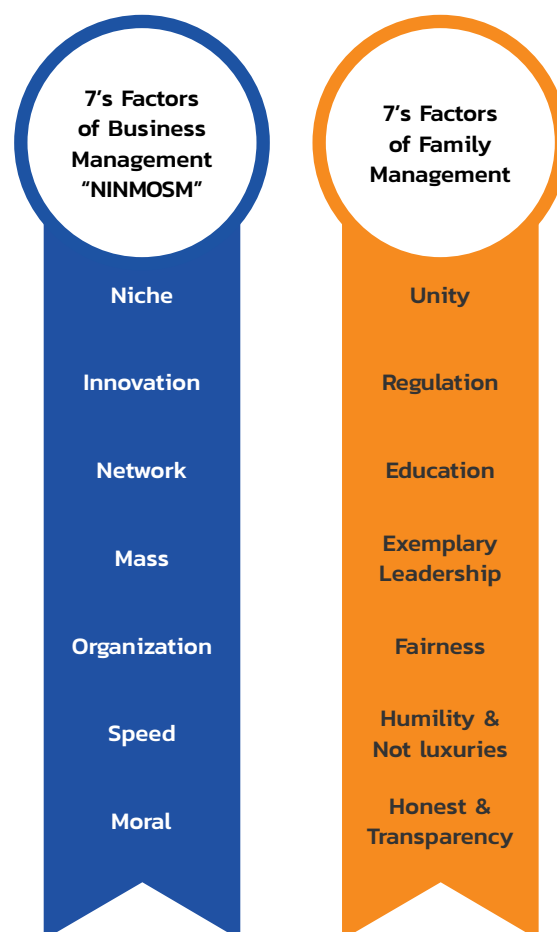 7’s Factors
of Business
Management
“NINMOSM”
Niche
Innovation
Network
Mass
Organization
Speed
Moral
7’s Factors
of Family
Management
Unity
Regulation
Education
Exemplary
Leadership
Fairness
Humility &
Not luxuries
Honest &
Transparency